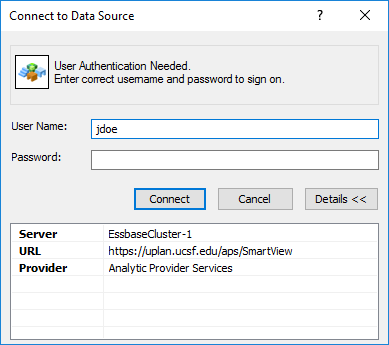 Connect to Data Source ? ×
User Authentication Needed.
Enter correct username and password to sign on.
User Name: jdoe
Password:
Connect Cancel Details <<
Server EssbaseCluster-1
URL https://uplan.ucsf.edu/aps/SmartView
Provider Analytic Provider Services